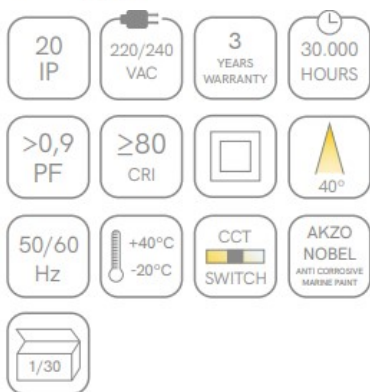 20
IP
220/240
VAC
3
YEARS
WARRANTY
30.000
HOURS
>0,9
PF
≥80
CRI
40°
50/60
Hz
+40°C
-20°C
CCT
SWITCH
AKZO
NOBEL
ANTI CORROSIVE
MARINE PAINT
1/30